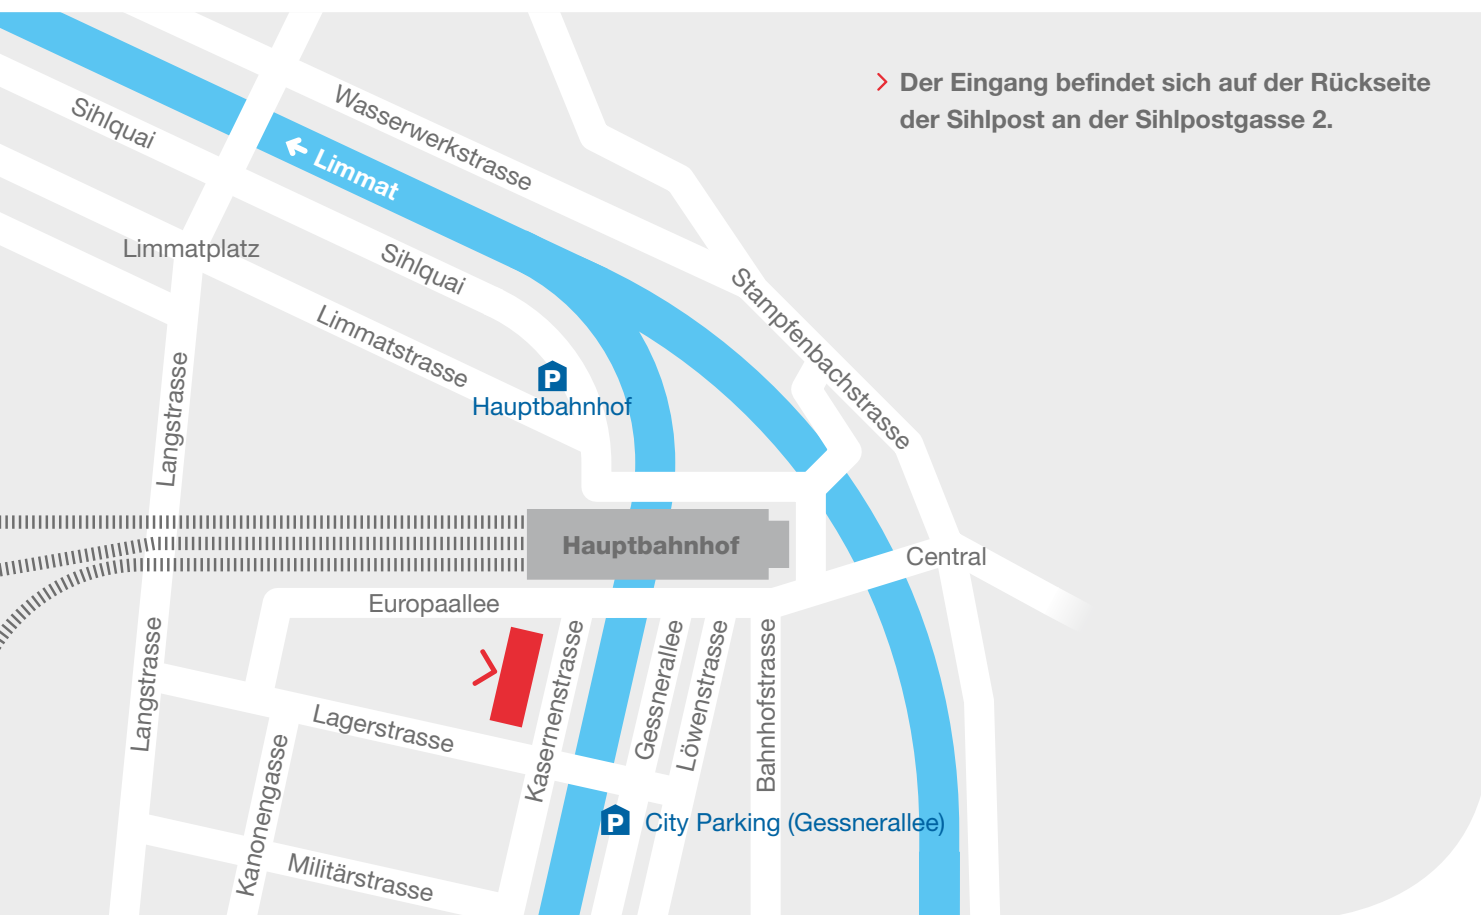 Der Eingang befindet sich auf der Rückseite
der Sihlpost an der Sihlpostgasse 2.
Sihlquai
Wasserwerkstrasse
Limmat
Limmatplatz
Sihlquai
Stampfenbachstrasse
Limmatstrasse
Langstrasse
P
Hauptbahnhof
Hauptbahnhof
Central
Europaallee
Langstrasse
Lagerstrasse
Kasernenstrasse
Gessnerallee
Löwenstrasse
Bahnhofstrasse
Kanonengasse
P City Parking (Gessnerallee)
Militärstrasse